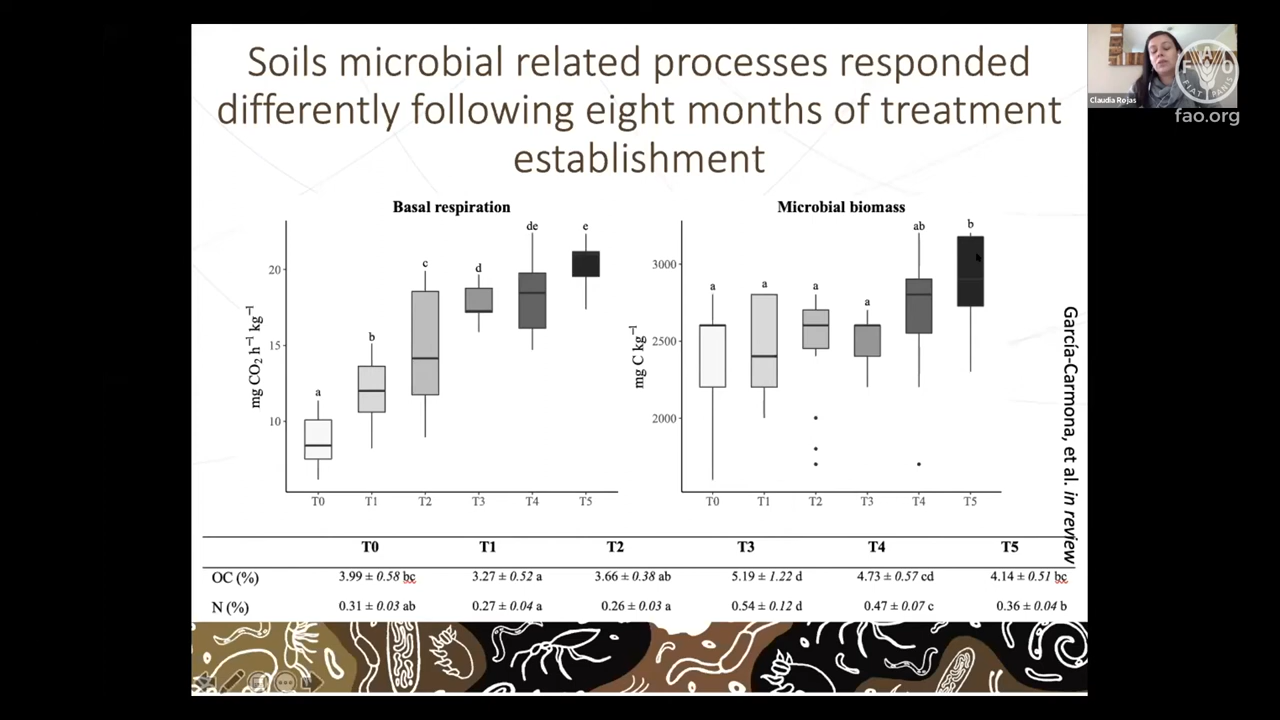 Soils microbial related processes responded
differently following eight months of treatment
establishment
Claudia Rojas
FAO
FIAT PANIS
fao.org
Basal respiration
mg CO₂ h⁻¹ kg⁻¹
20
15
10
a
b
c
d
de
e
T0 T1 T2 T3 T4 T5
Microbial biomass
mg C kg⁻¹
3000
2500
2000
a
a
a
a
ab
b
T0 T1 T2 T3 T4 T5
García-Carmona, et al. in review
T0 T1 T2 T3 T4 T5
OC (%) 3.99 ± 0.58 bc 3.27 ± 0.52 a 3.66 ± 0.38 ab 5.19 ± 1.22 d 4.73 ± 0.57 cd 4.14 ± 0.51 bc
N (%) 0.31 ± 0.03 ab 0.27 ± 0.04 a 0.26 ± 0.03 a 0.54 ± 0.12 d 0.47 ± 0.07 c 0.36 ± 0.04 b